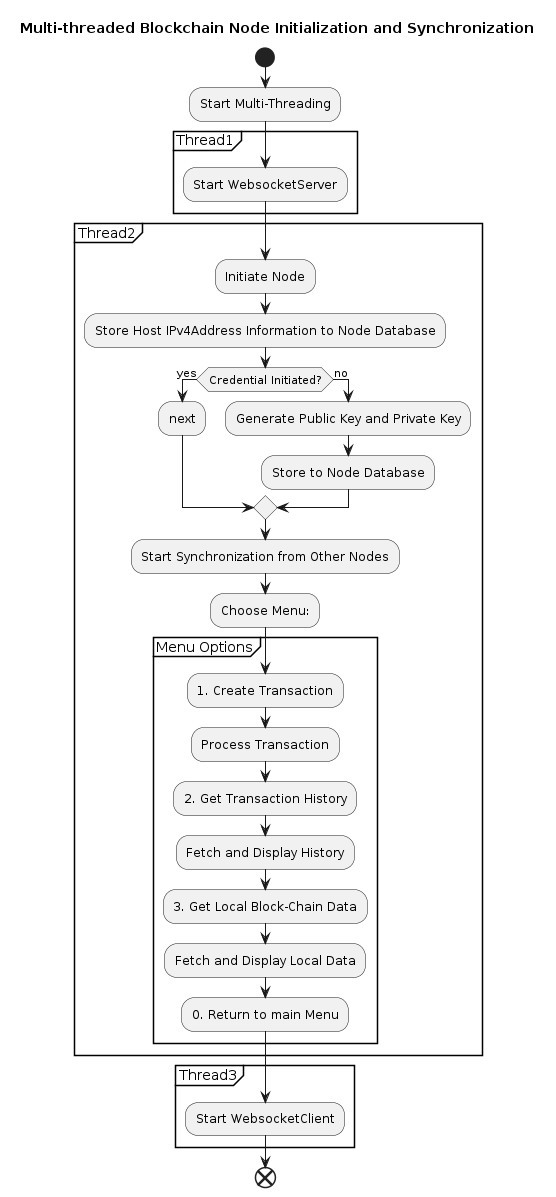 Multi-threaded Blockchain Node Initialization and Synchronization
Start Multi-Threading
Thread1
Start WebsocketServer
Thread2
Initiate Node
Store Host IPv4Address Information to Node Database
yes
Credential Initiated?
no
next
Generate Public Key and Private Key
Store to Node Database
Start Synchronization from Other Nodes
Choose Menu:
Menu Options
1. Create Transaction
Process Transaction
2. Get Transaction History
Fetch and Display History
3. Get Local Block-Chain Data
Fetch and Display Local Data
0. Return to main Menu
Thread3
Start WebsocketClient